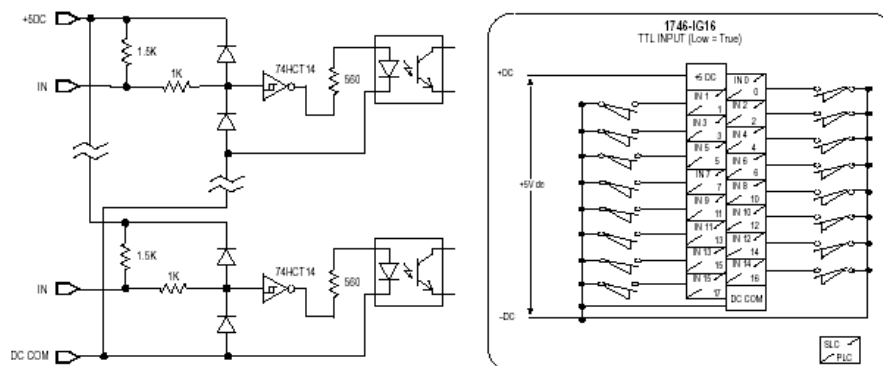 +5DC
1.5K
IN
1K
74HCT14
560
1.5K
IN
1K
74HCT14
560
DC COM
1746-IG16
TTL INPUT (Low = True)
+DC
+5 DC
IN 0
0
IN 1
1
IN 2
2
IN 3
3
IN 4
4
IN 5
5
IN 6
6
IN 7
7
IN 8
10
IN 9
11
IN 10
12
IN 11
13
IN 12
14
IN 13
15
IN 14
16
IN 15
17
DC COM
+5V dc
-DC
SLC
PLC